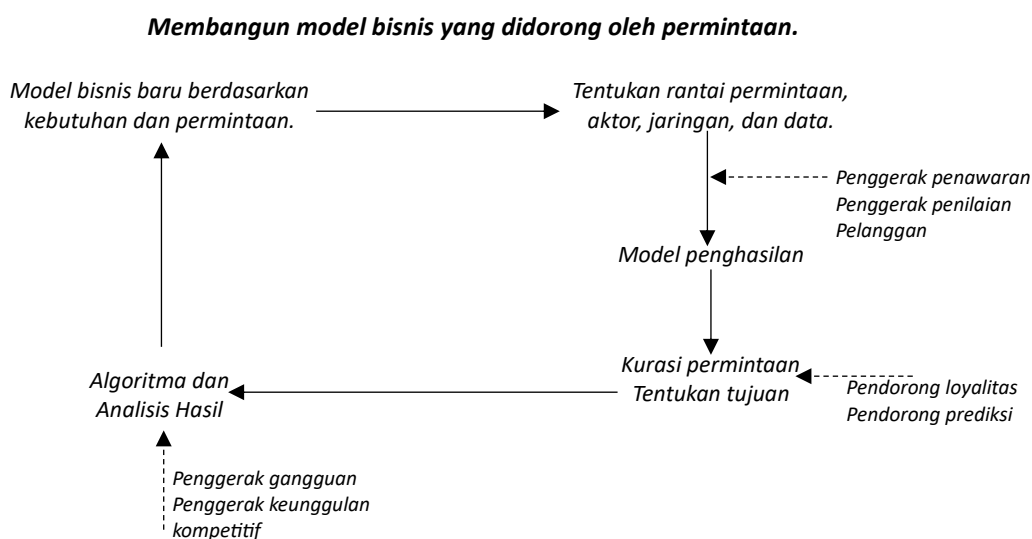 Membangun model bisnis yang didorong oleh permintaan.
Model bisnis baru berdasarkan
kebutuhan dan permintaan.
Tentukan rantai permintaan,
aktor, jaringan, dan data.
Penggerak penawaran
Penggerak penilaian
Pelanggan
Model penghasilan
Kurasi permintaan
Tentukan tujuan
Pendorong loyalitas
Pendorong prediksi
Algoritma dan
Analisis Hasil
Penggerak gangguan
Penggerak keunggulan
kompetitif